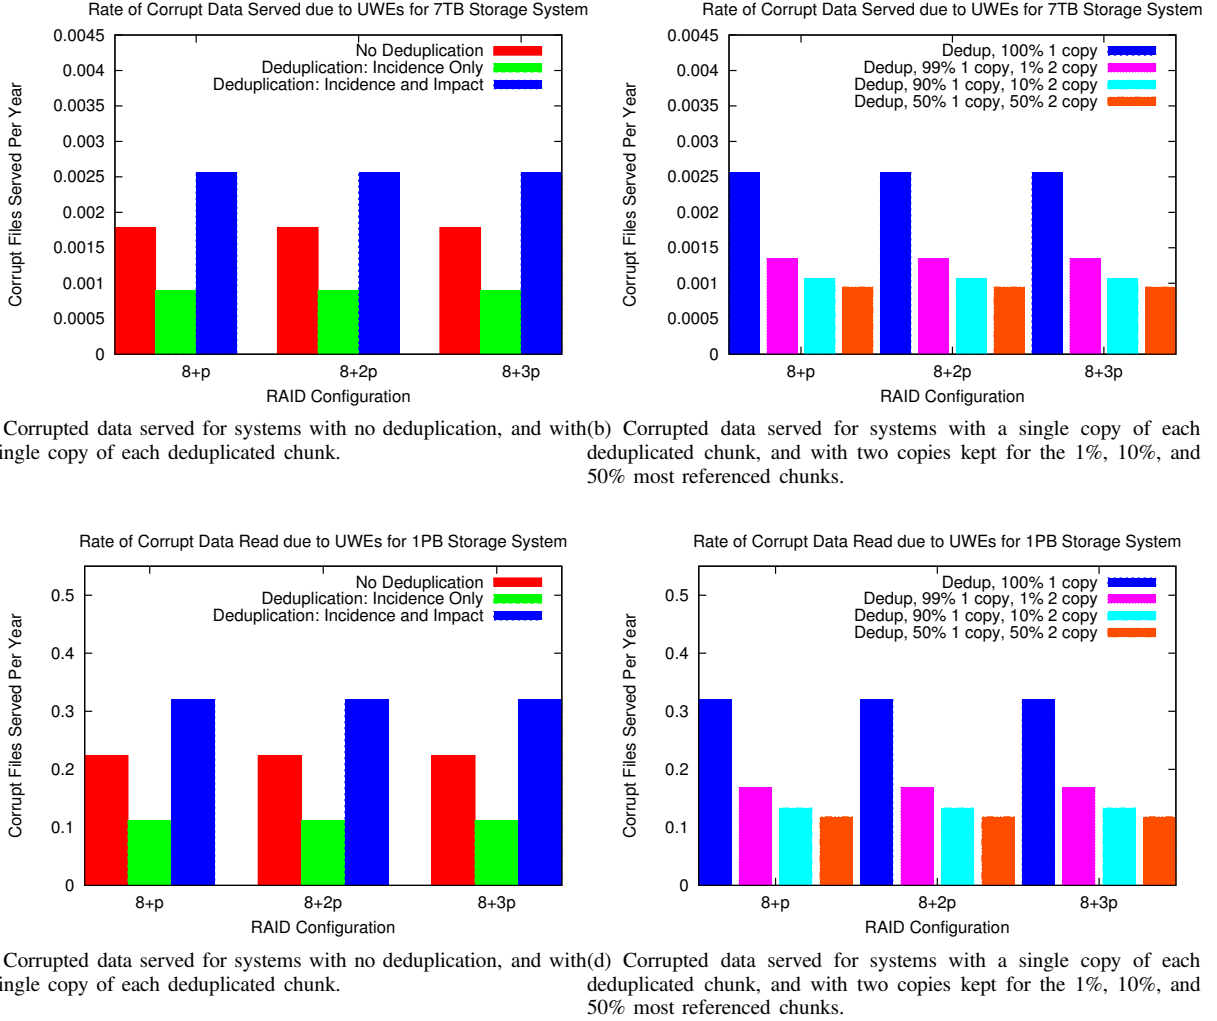 Rate of Corrupt Data Served due to UWEs for 7TB Storage System
0.0045
0.004
0.0035
0.003
0.0025
0.002
0.0015
0.001
0.0005
0
Corrupt Files Served Per Year
No Deduplication
Deduplication: Incidence Only
Deduplication: Incidence and Impact
8+p
8+2p
8+3p
RAID Configuration
Corrupted data served for systems with no deduplication, and with
ingle copy of each deduplicated chunk.
Rate of Corrupt Data Served due to UWEs for 7TB Storage System
0.0045
0.004
0.0035
0.003
0.0025
0.002
0.0015
0.001
0.0005
0
Corrupt Files Served Per Year
Dedup, 100% 1 copy
Dedup, 99% 1 copy, 1% 2 copy
Dedup, 90% 1 copy, 10% 2 copy
Dedup, 50% 1 copy, 50% 2 copy
8+p
8+2p
8+3p
RAID Configuration
(b) Corrupted data served for systems with a single copy of each
deduplicated chunk, and with two copies kept for the 1%, 10%, and
50% most referenced chunks.
Rate of Corrupt Data Read due to UWEs for 1PB Storage System
0.5
0.4
0.3
0.2
0.1
0
Corrupt Files Served Per Year
No Deduplication
Deduplication: Incidence Only
Deduplication: Incidence and Impact
8+p
8+2p
8+3p
RAID Configuration
Corrupted data served for systems with no deduplication, and with
ingle copy of each deduplicated chunk.
Rate of Corrupt Data Read due to UWEs for 1PB Storage System
0.5
0.4
0.3
0.2
0.1
0
Corrupt Files Served Per Year
Dedup, 100% 1 copy
Dedup, 99% 1 copy, 1% 2 copy
Dedup, 90% 1 copy, 10% 2 copy
Dedup, 50% 1 copy, 50% 2 copy
8+p
8+2p
8+3p
RAID Configuration
(d) Corrupted data served for systems with a single copy of each
deduplicated chunk, and with two copies kept for the 1%, 10%, and
50% most referenced chunks.